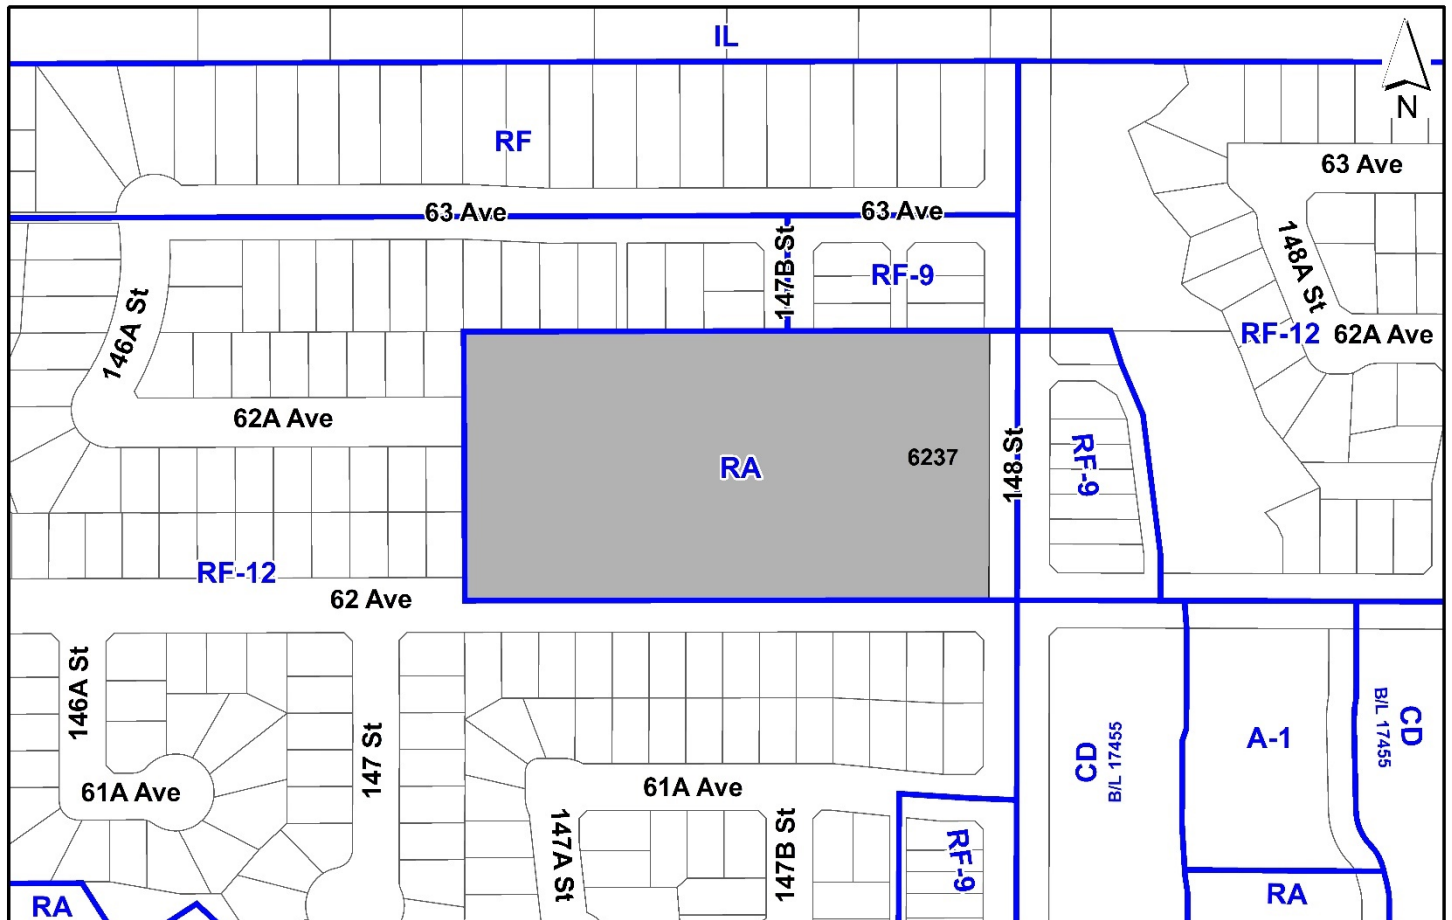 IL
N
RF
63 Ave
63 Ave
63 Ave
147B St
RF-9
148A St
146A St
RF-12
62A Ave
62A Ave
RA
6237
148 St
RF-9
RF-12
62 Ave
146A St
147 St
61A Ave
61A Ave
147A St
147B St
RF-9
CD
B/L 17455
A-1
CD
B/L 17455
RA
RA